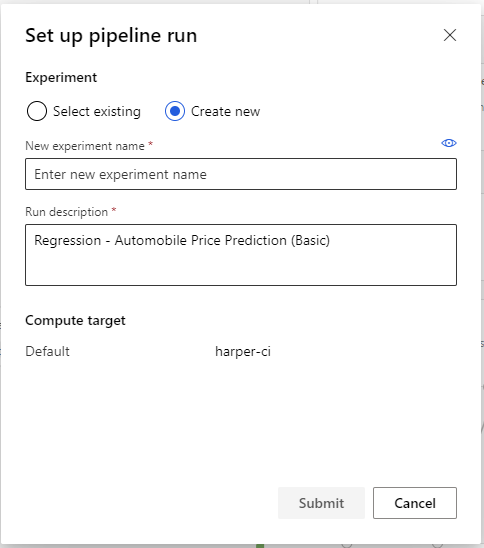 Set up pipeline run
Experiment
Select existing Create new
New experiment name *
Enter new experiment name
Run description *
Regression - Automobile Price Prediction (Basic)
Compute target
Default harper-ci
Submit Cancel